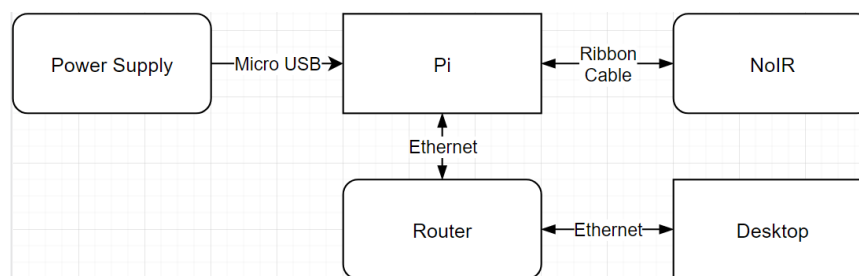 Power Supply
Micro USB
Pi
Ribbon
Cable
NoIR
Ethernet
Router
Ethernet
Desktop